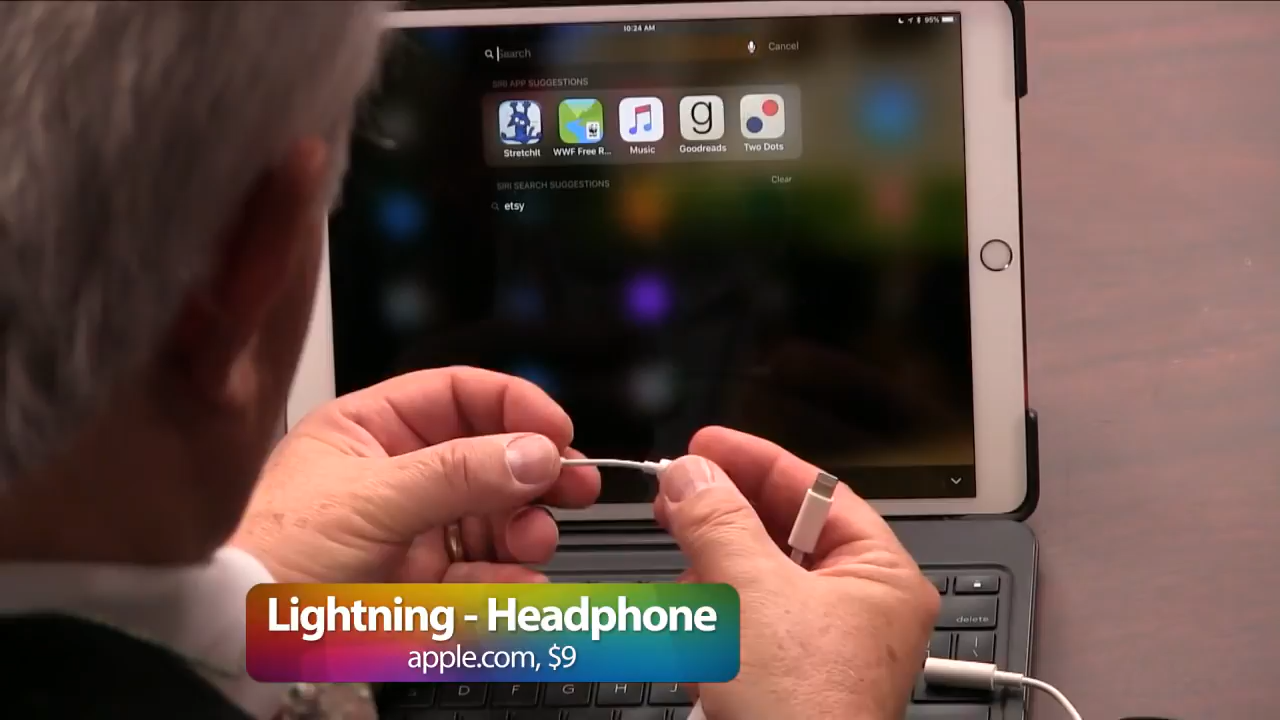 10:24 AM
95%
Search
Cancel
SIRI APP SUGGESTIONS
StretchIt
WWF Free R...
Music
g
Goodreads
Two Dots
SIRI SEARCH SUGGESTIONS
Clear
etsy
delete
Lightning - Headphone
apple.com, $9
S D F G H J